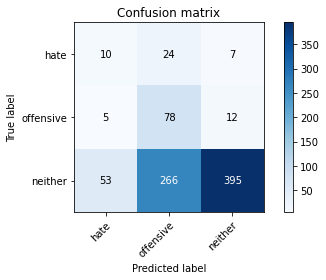 Confusion matrix
hate 10 24 7
offensive 5 78 12
neither 53 266 395
hate offensive neither
True label
Predicted label
350
300
250
200
150
100
50